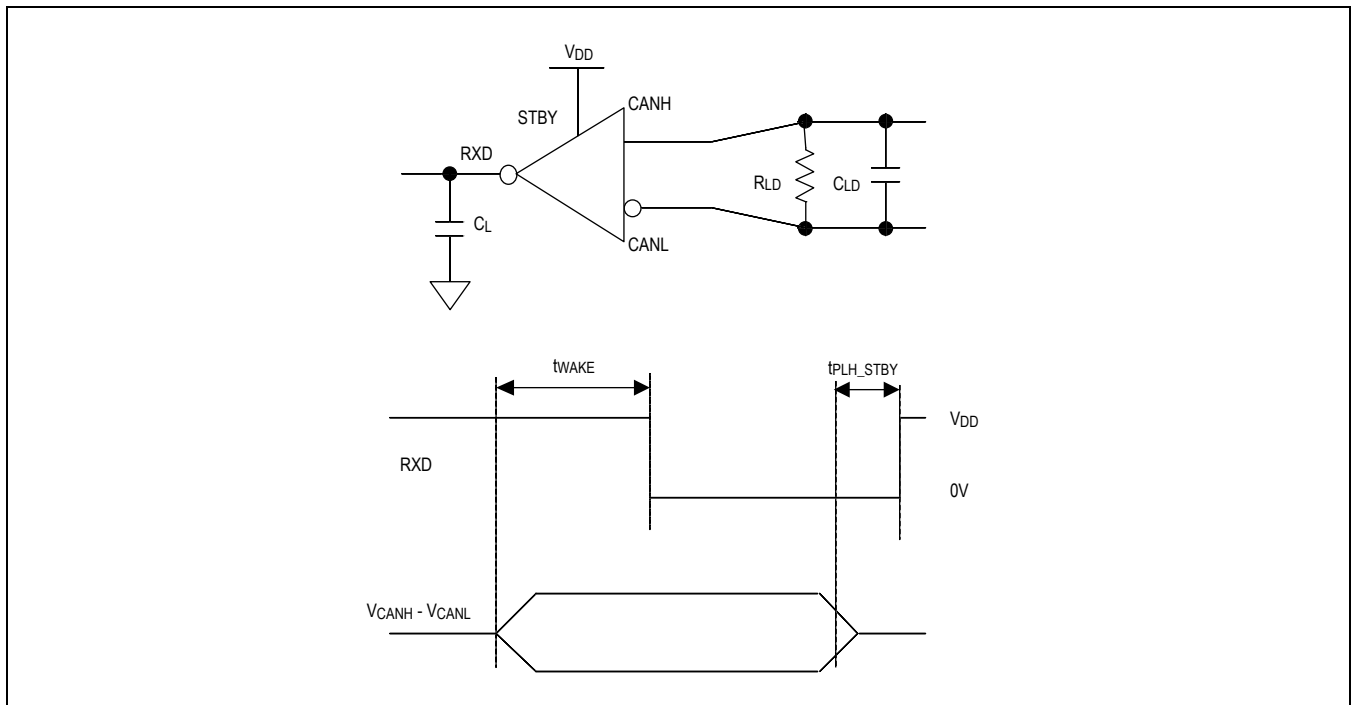 VDD
STBY
CANH
RXD
RLD
CLD
CL
CANL
tWAKE
tPLH_STBY
VDD
RXD
0V
VCANH - VCANL